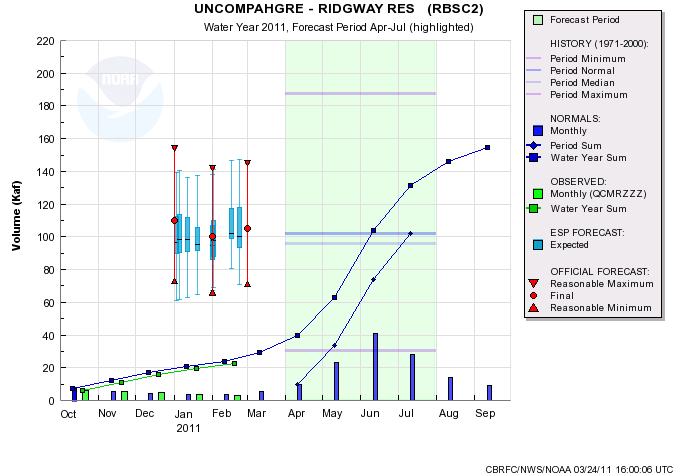 UNCOMPAHGRE - RIDGWAY RES (RBSC2)
Water Year 2011, Forecast Period Apr-Jul (highlighted)
Volume (Kaf)
220
200
180
160
140
120
100
80
60
40
20
0
NOAA
Oct Nov Dec Jan Feb Mar Apr May Jun Jul Aug Sep
2011
Forecast Period
HISTORY (1971-2000):
Period Minimum
Period Normal
Period Median
Period Maximum
NORMALS:
Monthly
Period Sum
Water Year Sum
OBSERVED:
Monthly (QCMRZZZ)
Water Year Sum
ESP FORECAST:
Expected
OFFICIAL FORECAST:
Reasonable Maximum
Final
Reasonable Minimum
CBRFC/NWS/NOAA 03/24/11 16:00:06 UTC